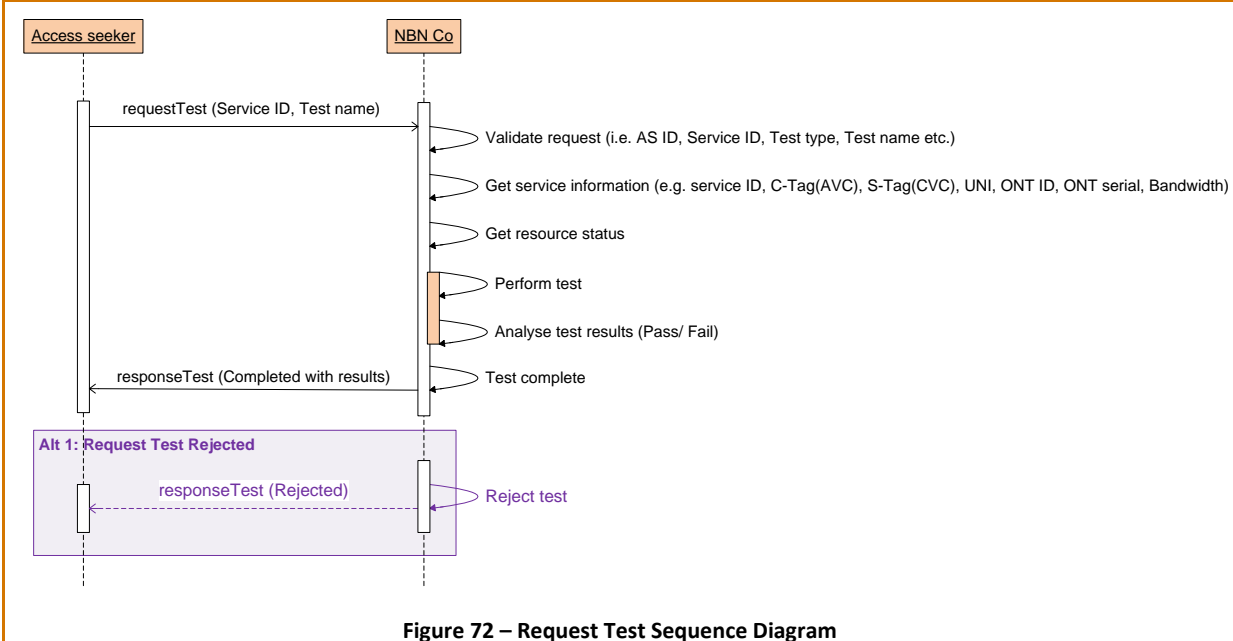 Access seeker
NBN Co
requestTest (Service ID, Test name)
Validate request (i.e. AS ID, Service ID, Test type, Test name etc.)
Get service information (e.g. service ID, C-Tag(AVC), S-Tag(CVC), UNI, ONT ID, ONT serial, Bandwidth)
Get resource status
Perform test
Analyse test results (Pass/ Fail)
responseTest (Completed with results)
Test complete
Alt 1: Request Test Rejected
responseTest (Rejected)
Reject test
Figure 72 – Request Test Sequence Diagram